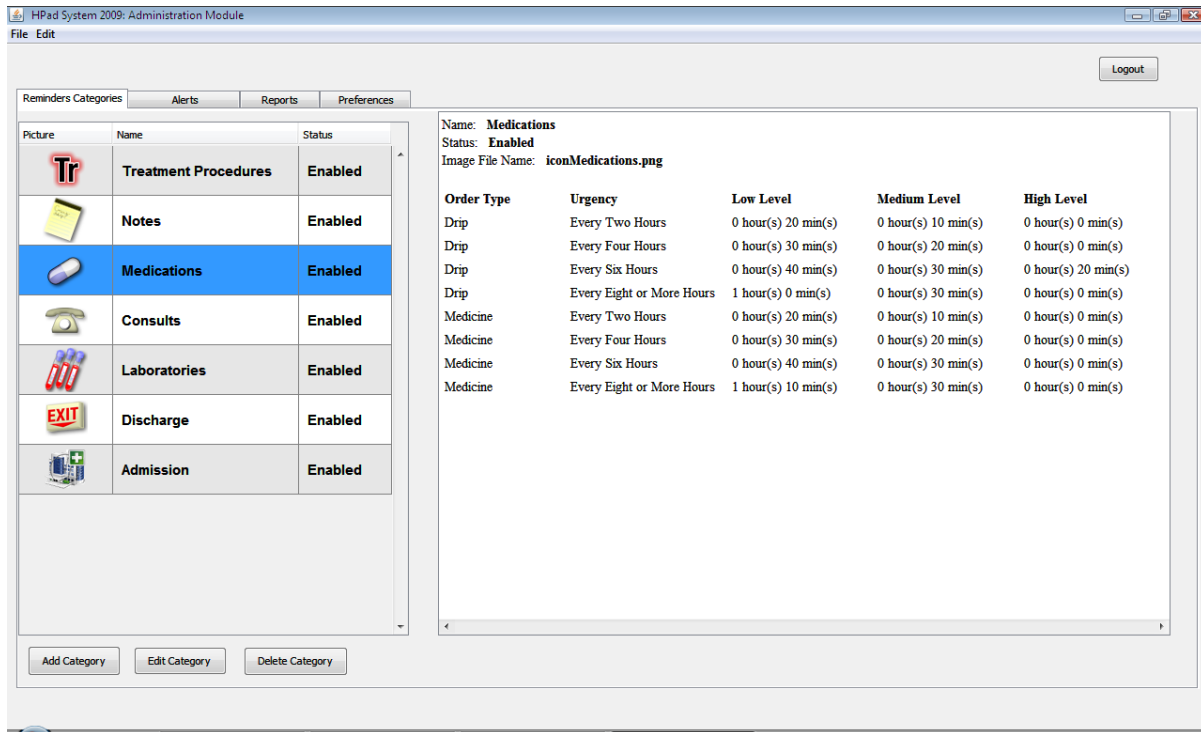 HPad System 2009: Administration Module
File Edit
Logout
Reminders Categories Alerts Reports Preferences
Picture Name Status
Tr Treatment Procedures Enabled
Notes Enabled
Medications Enabled
Consults Enabled
Laboratories Enabled
EXIT Discharge Enabled
Admission Enabled
Name: Medications
Status: Enabled
Image File Name: iconMedications.png
Order Type Urgency Low Level Medium Level High Level
Drip Every Two Hours 0 hour(s) 20 min(s) 0 hour(s) 10 min(s) 0 hour(s) 0 min(s)
Drip Every Four Hours 0 hour(s) 30 min(s) 0 hour(s) 20 min(s) 0 hour(s) 0 min(s)
Drip Every Six Hours 0 hour(s) 40 min(s) 0 hour(s) 30 min(s) 0 hour(s) 20 min(s)
Drip Every Eight or More Hours 1 hour(s) 0 min(s) 0 hour(s) 30 min(s) 0 hour(s) 0 min(s)
Medicine Every Two Hours 0 hour(s) 20 min(s) 0 hour(s) 10 min(s) 0 hour(s) 0 min(s)
Medicine Every Four Hours 0 hour(s) 30 min(s) 0 hour(s) 20 min(s) 0 hour(s) 0 min(s)
Medicine Every Six Hours 0 hour(s) 40 min(s) 0 hour(s) 30 min(s) 0 hour(s) 0 min(s)
Medicine Every Eight or More Hours 1 hour(s) 10 min(s) 0 hour(s) 30 min(s) 0 hour(s) 0 min(s)
Add Category Edit Category Delete Category